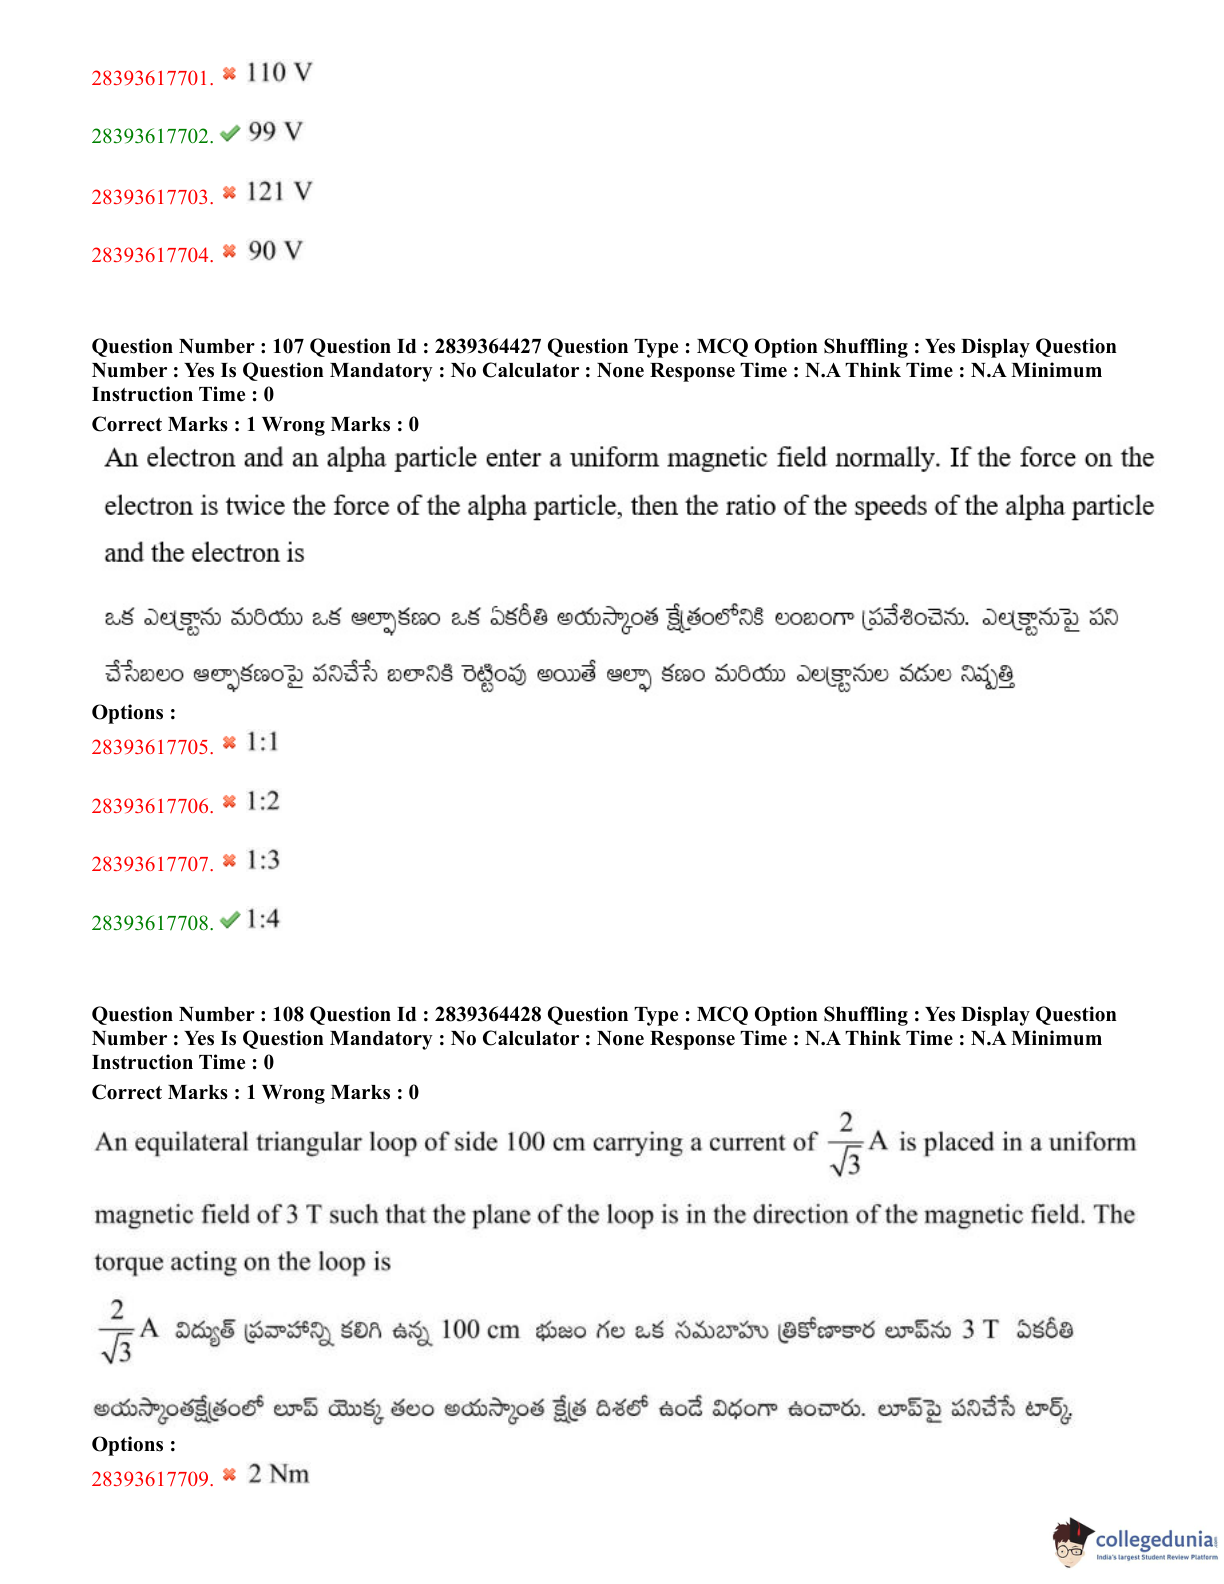 28393617701. 110 V
28393617702. 99 V
28393617703. 121 V
28393617704. 90 V
Question Number : 107 Question Id : 2839364427 Question Type : MCQ Option Shuffling : Yes Display Question
Number : Yes Is Question Mandatory : No Calculator : None Response Time : N.A Think Time : N.A Minimum
Instruction Time : 0
Correct Marks : 1 Wrong Marks : 0
An electron and an alpha particle enter a uniform magnetic field normally. If the force on the
electron is twice the force of the alpha particle, then the ratio of the speeds of the alpha particle
and the electron is
ఒక ఎలక్ట్రాను మరియు ఒక ఆల్ఫాకణం ఒక ఏకరీతి అయస్కాంత క్షేత్రంలోనికి లంబంగా ప్రవేశించెను. ఎలక్ట్రానుపై పని
చేసేబలం ఆల్ఫాకణంపై పనిచేసే బలానికి రెట్టింపు అయితే ఆల్ఫా కణం మరియు ఎలక్ట్రానుల వడుల నిష్పత్తి
Options :
28393617705. 1:1
28393617706. 1:2
28393617707. 1:3
28393617708. 1:4
Question Number : 108 Question Id : 2839364428 Question Type : MCQ Option Shuffling : Yes Display Question
Number : Yes Is Question Mandatory : No Calculator : None Response Time : N.A Think Time : N.A Minimum
Instruction Time : 0
Correct Marks : 1 Wrong Marks : 0
An equilateral triangular loop of side 100 cm carrying a current of 2/√3 A is placed in a uniform
magnetic field of 3 T such that the plane of the loop is in the direction of the magnetic field. The
torque acting on the loop is
2/√3 A విద్యుత్ ప్రవాహాన్ని కలిగి ఉన్న 100 cm భుజం గల ఒక సమబాహు త్రికోణాకార లూప్‌ను 3 T ఏకరీతి
అయస్కాంతక్షేత్రంలో లూప్ యొక్క తలం అయస్కాంత క్షేత్ర దిశలో ఉండే విధంగా ఉంచారు. లూప్‌పై పనిచేసే టార్క్
Options :
28393617709. 2 Nm
collegedunia
India's largest Student Review Platform